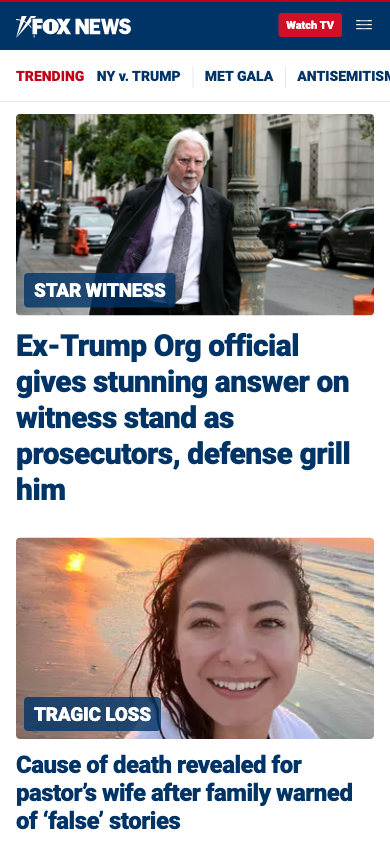 FOX NEWS
Watch TV
TRENDING NY v. TRUMP MET GALA ANTISEMITISM
STAR WITNESS
Ex-Trump Org official
gives stunning answer on
witness stand as
prosecutors, defense grill
him
TRAGIC LOSS
Cause of death revealed for
pastor’s wife after family warned
of ‘false’ stories